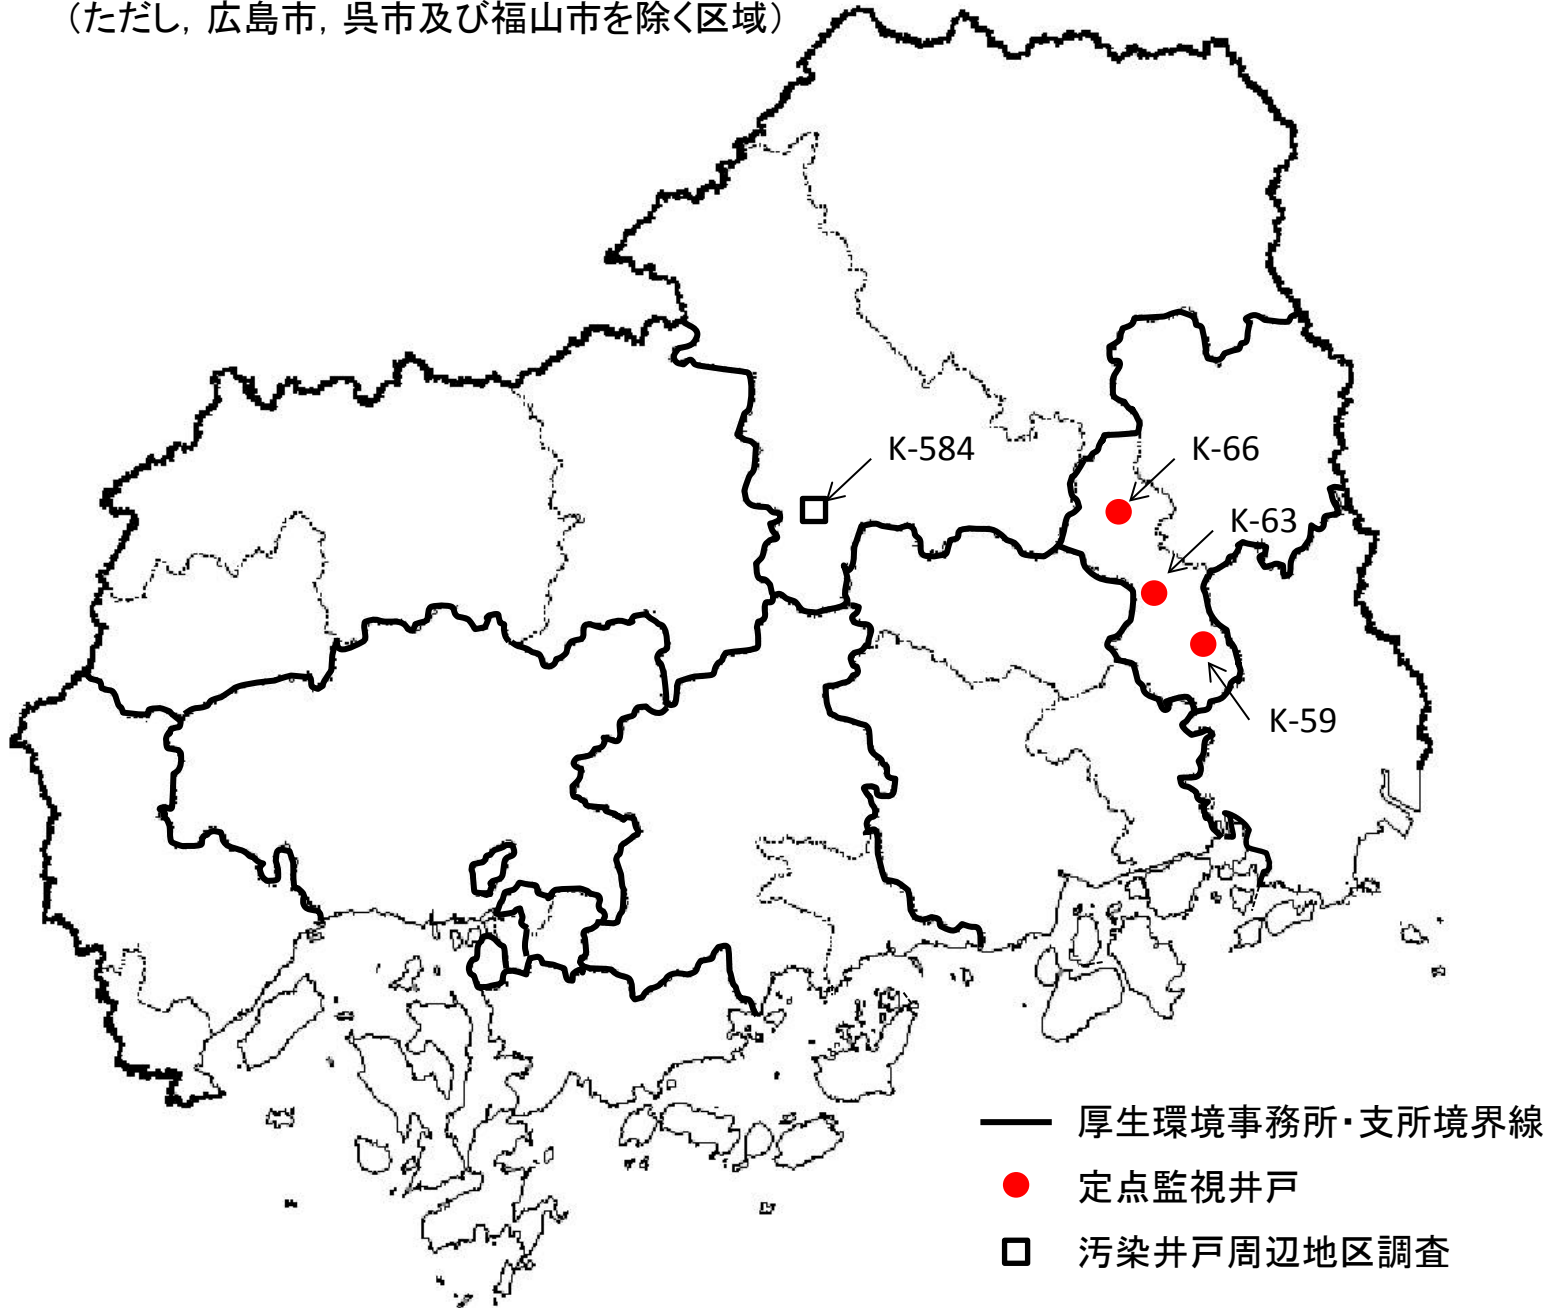 （ただし，広島市，呉市及び福山市を除く区域）
K-584
K-66
K-63
K-59
厚生環境事務所・支所境界線
定点監視井戸
汚染井戸周辺地区調査